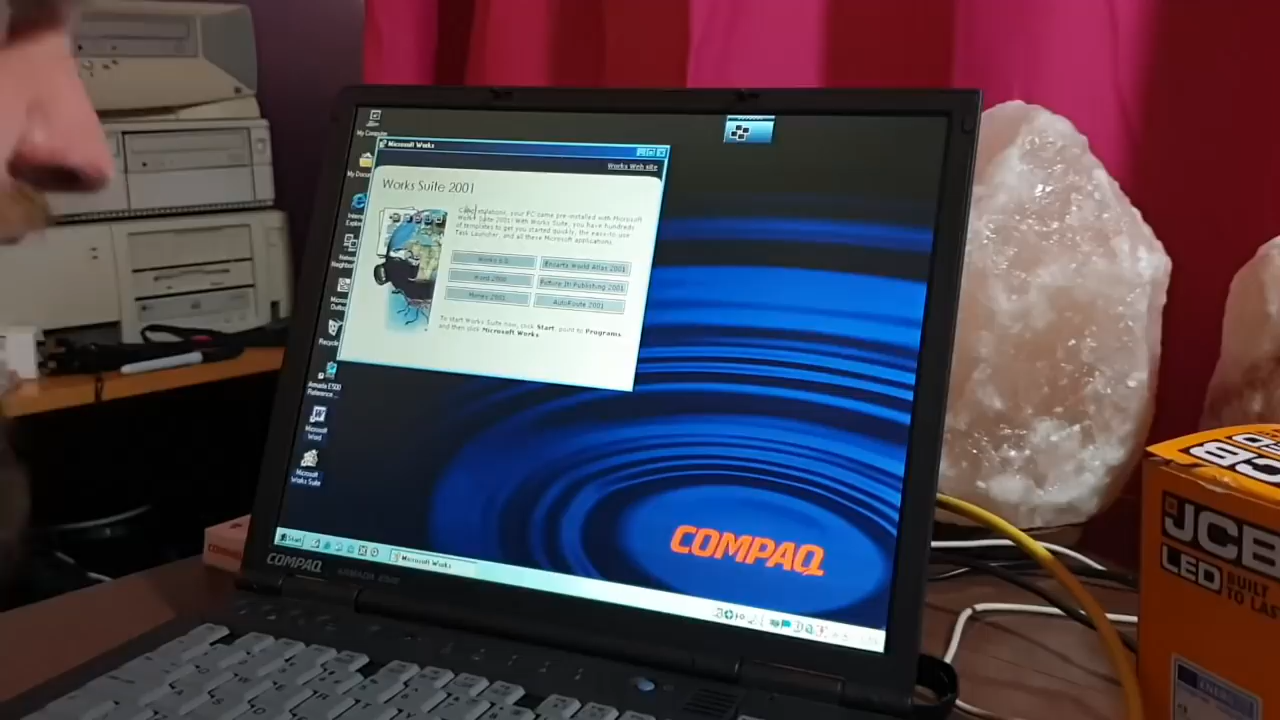 My Computer
Microsoft Works
Works Web site
Works Suite 2001
Congratulations, your PC came pre-installed with Microsoft
Works Suite 2001! With Works Suite, you have hundreds
of templates to get you started quickly, the easy-to-use
Task Launcher, and all these Microsoft applications.
Works 6.0
Encarta World Atlas 2001
Word 2000
Picture It! Publishing 2001
Money 2001
AutoRoute 2001
To start Works Suite now, click Start, point to Programs,
and then click Microsoft Works
Armada E500
Reference ...
Microsoft
Word
Microsoft
Works Suite
COMPAQ
Start
Microsoft Works
COMPAQ
ARMADA E500
JCB
JCB
LED
BUILT
TO LAS